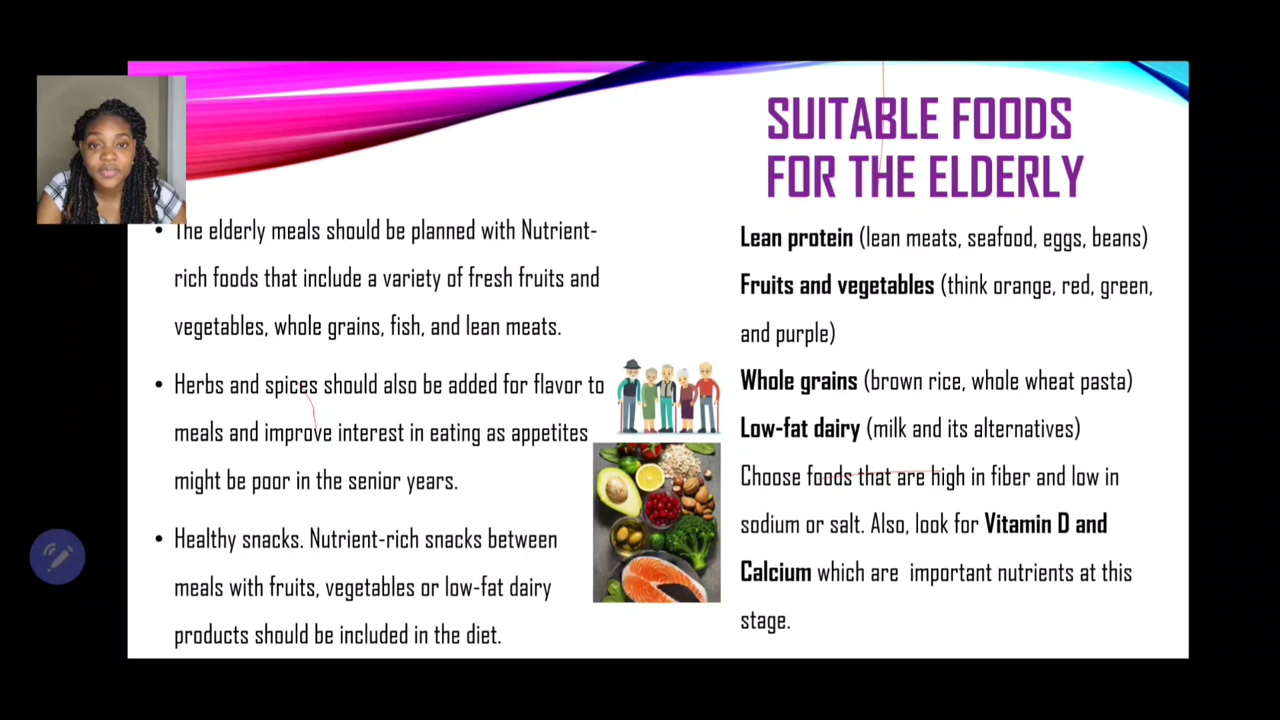 SUITABLE FOODS
FOR THE ELDERLY
• The elderly meals should be planned with Nutrient-
rich foods that include a variety of fresh fruits and
vegetables, whole grains, fish, and lean meats.
• Herbs and spices should also be added for flavor to
meals and improve interest in eating as appetites
might be poor in the senior years.
• Healthy snacks. Nutrient-rich snacks between
meals with fruits, vegetables or low-fat dairy
products should be included in the diet.
Lean protein (lean meats, seafood, eggs, beans)
Fruits and vegetables (think orange, red, green,
and purple)
Whole grains (brown rice, whole wheat pasta)
Low-fat dairy (milk and its alternatives)
Choose foods that are high in fiber and low in
sodium or salt. Also, look for Vitamin D and
Calcium which are important nutrients at this
stage.